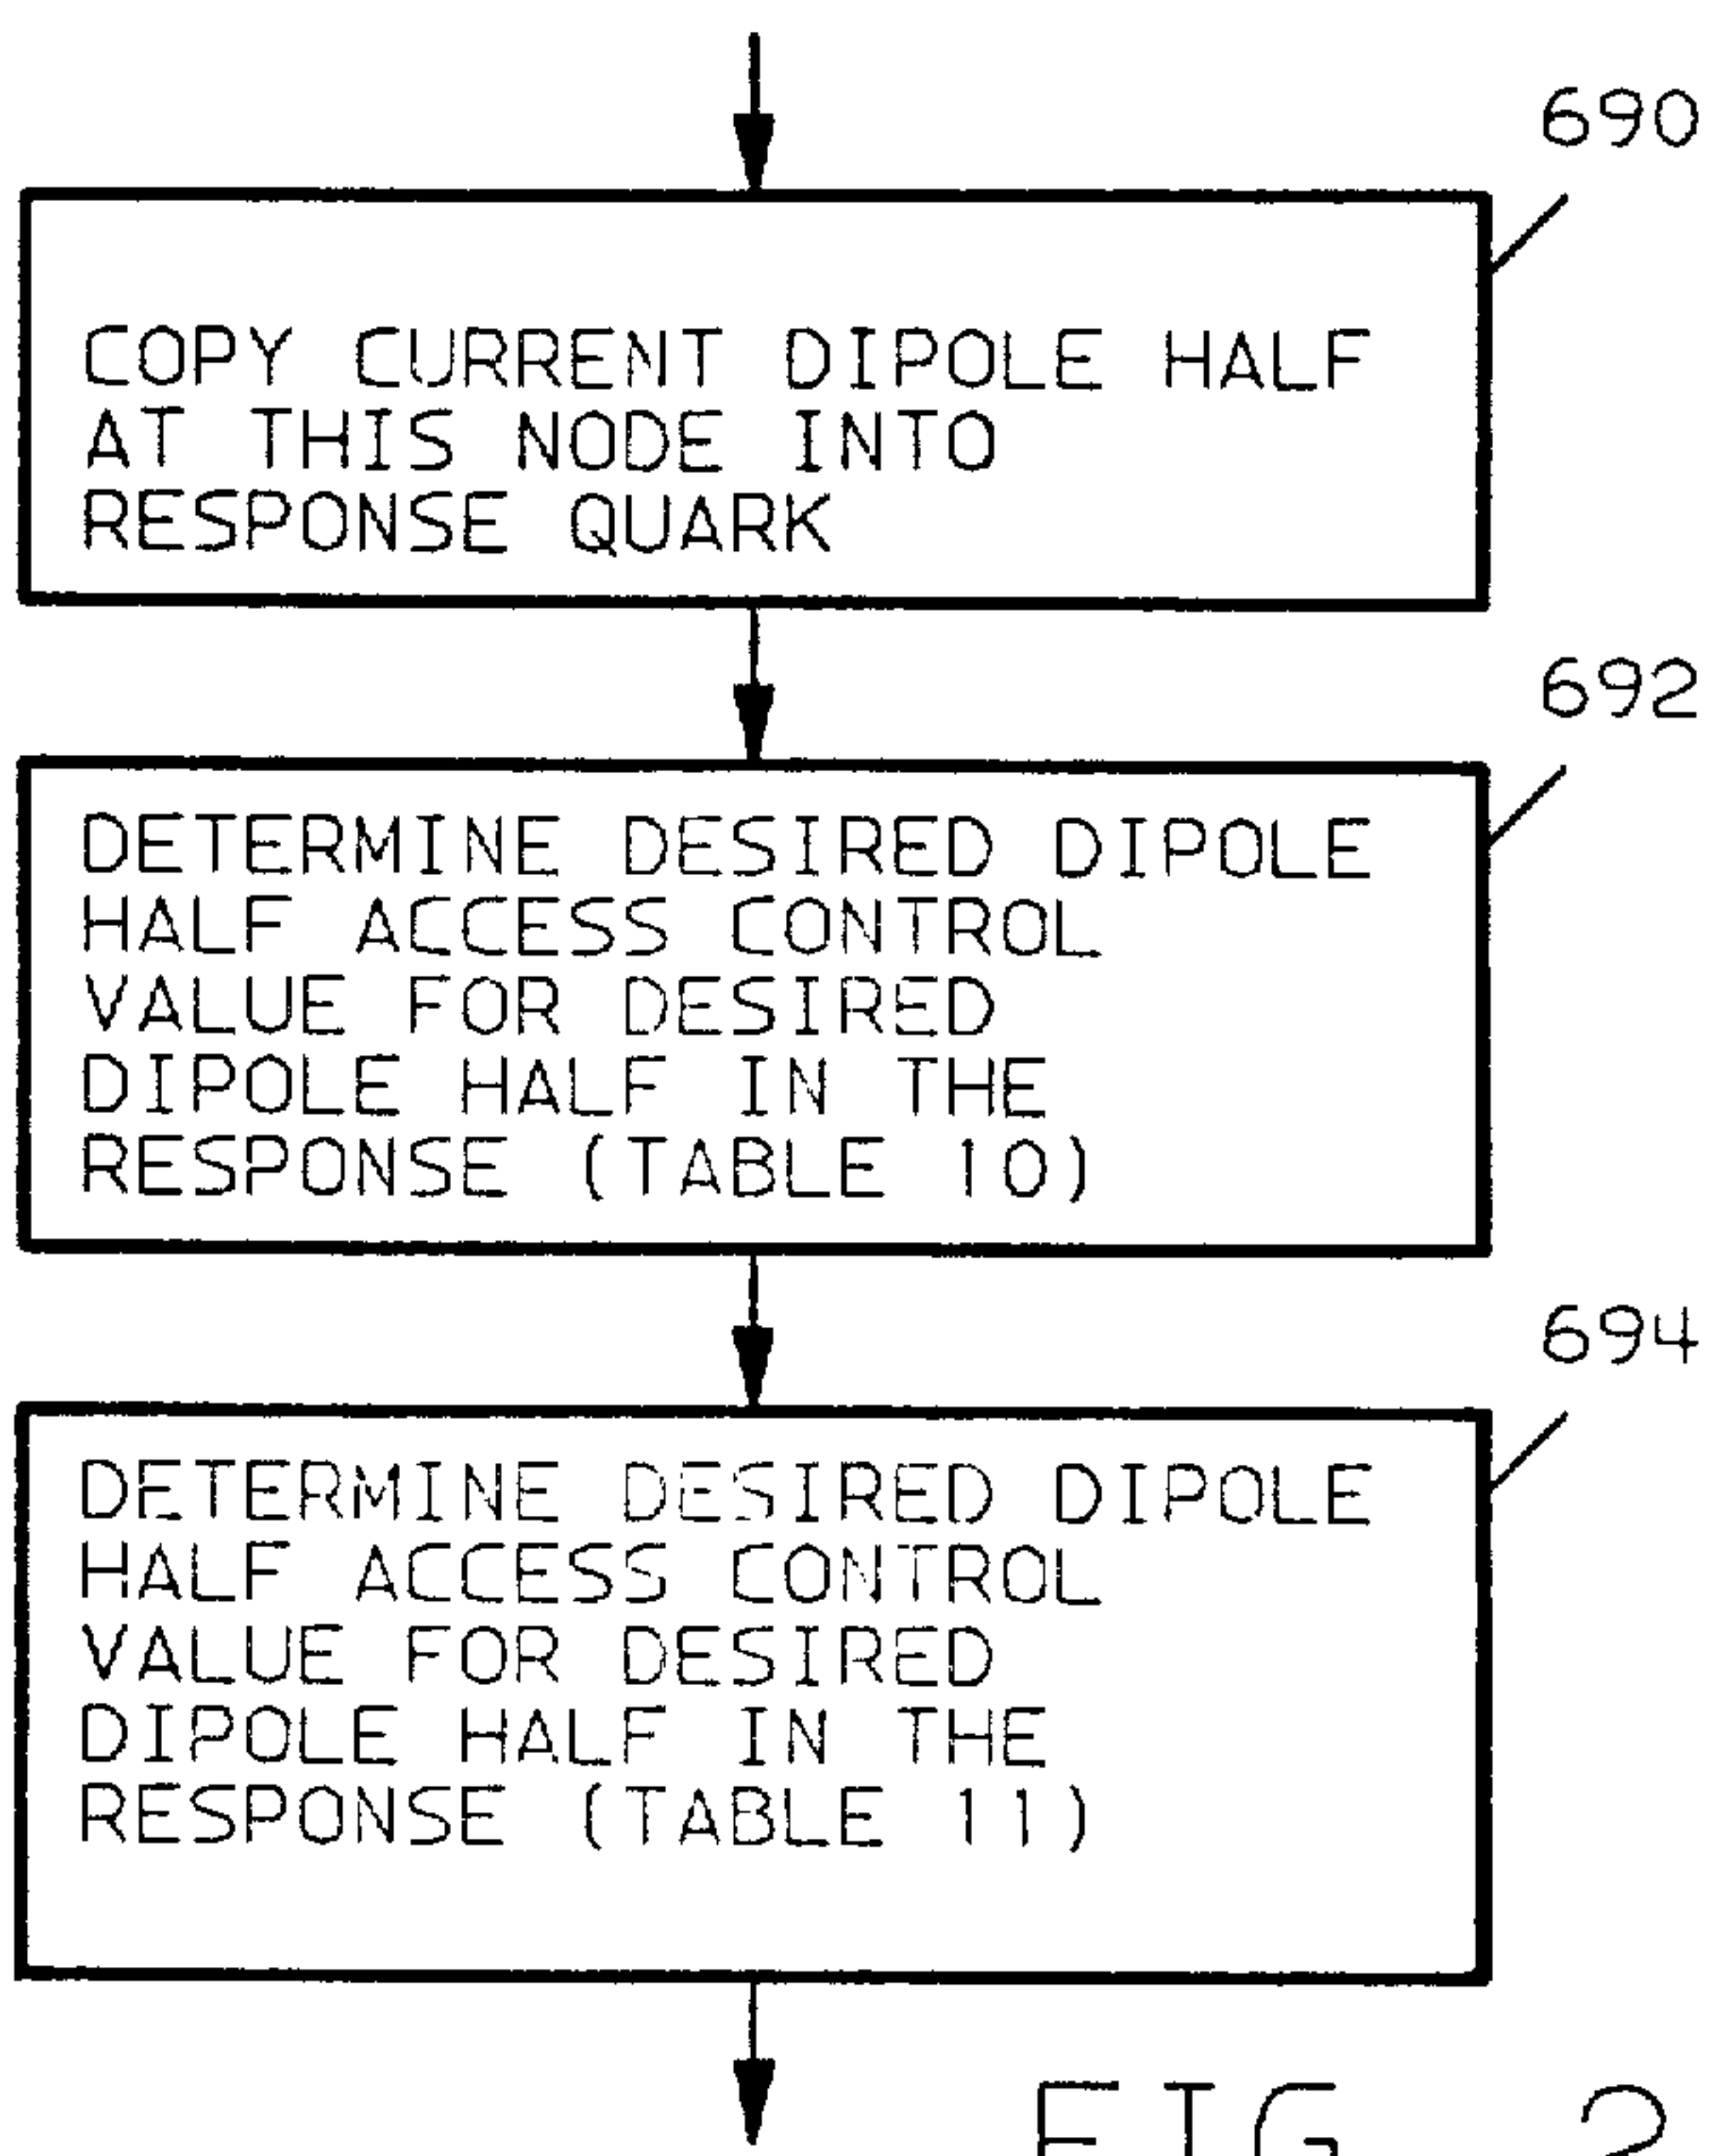 690
COPY CURRENT DIPOLE HALF
AT THIS NODE INTO
RESPONSE QUARK
692
DETERMINE DESIRED DIPOLE
HALF ACCESS CONTROL
VALUE FOR DESIRED
DIPOLE HALF IN THE
RESPONSE (TABLE 10)
694
DETERMINE DESIRED DIPOLE
HALF ACCESS CONTROL
VALUE FOR DESIRED
DIPOLE HALF IN THE
RESPONSE (TABLE 11)
FIG